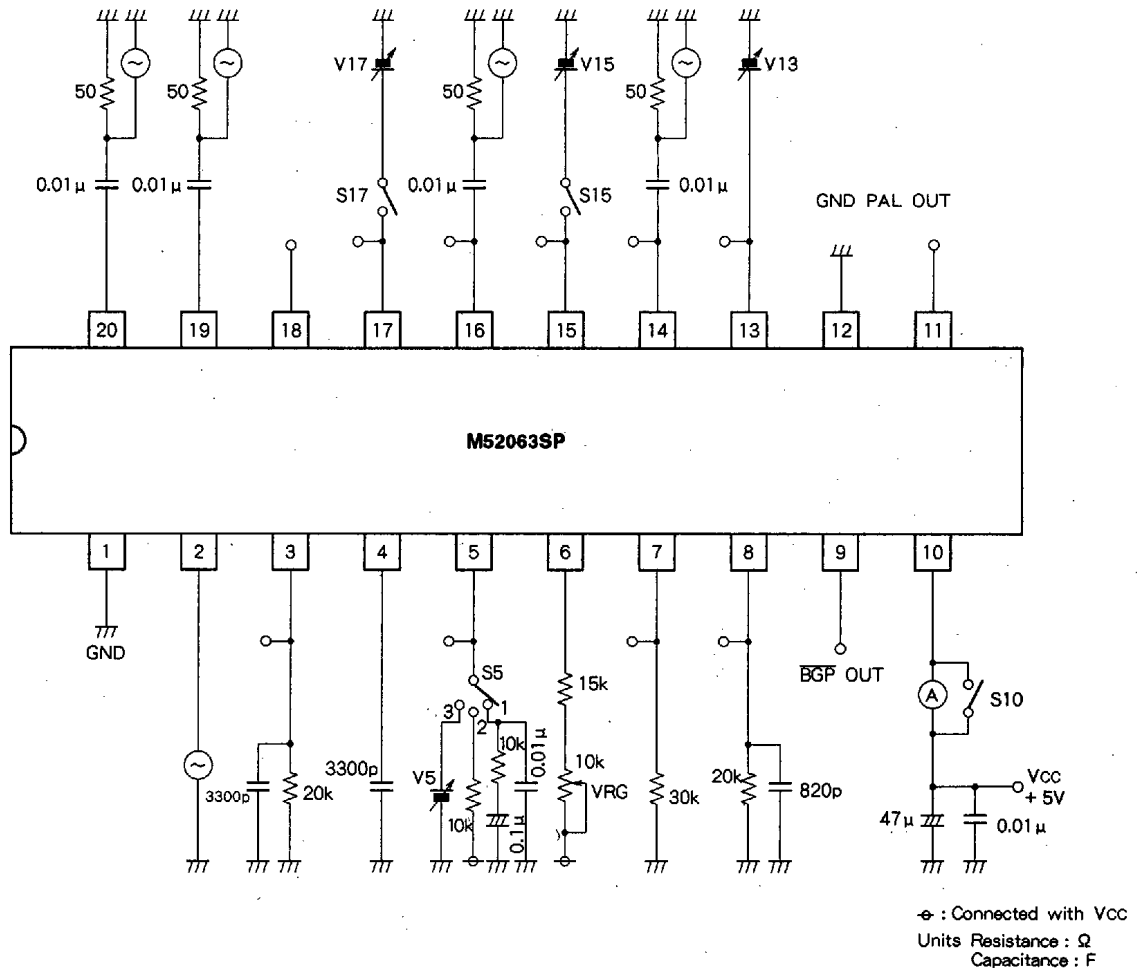 V17
V15
V13
50
50
50
50
0.01μ
0.01μ
0.01μ
0.01μ
S17
S15
GND PAL OUT
20
19
18
17
16
15
14
13
12
11
M52063SP
1
2
3
4
5
6
7
8
9
10
GND
S5
3
2
1
15k
BGP OUT
A
S10
3300p
20k
3300p
V5
10k
10k
0.01μ
0.1μ
10k
VRG
30k
20k
820p
47μ
0.01μ
VCC
+ 5V
: Connected with VCC
Units Resistance : Ω
Capacitance : F